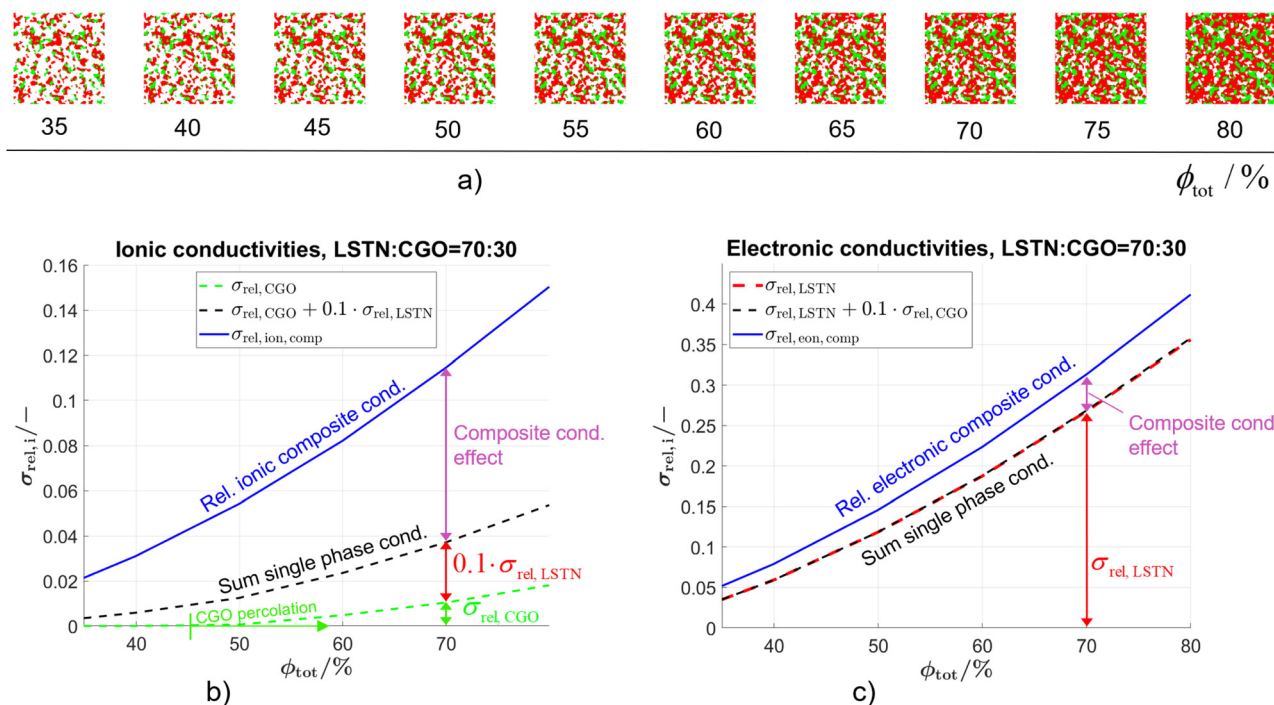 35 40 45 50 55 60 65 70 75 80
a)
ϕtot / %
Ionic conductivities, LSTN:CGO=70:30
σrel,CGO
σrel,CGO + 0.1 · σrel,LSTN
σrel,ion,comp
0.16
0.14
0.12
0.1
0.08
0.06
0.04
0.02
0
σrel,i/−
Rel. ionic composite cond.
Composite cond.
effect
Sum single phase cond.
0.1·σrel,LSTN
CGO percolation
σrel,CGO
40 50 60 70
ϕtot/%
b)
Electronic conductivities, LSTN:CGO=70:30
σrel,LSTN
σrel,LSTN + 0.1 · σrel,CGO
σrel,eon,comp
0.4
0.35
0.3
0.25
0.2
0.15
0.1
0.05
0
σrel,i/−
Rel. electronic composite cond.
Composite cond
effect
Sum single phase cond.
σrel,LSTN
40 50 60 70 80
ϕtot/%
c)